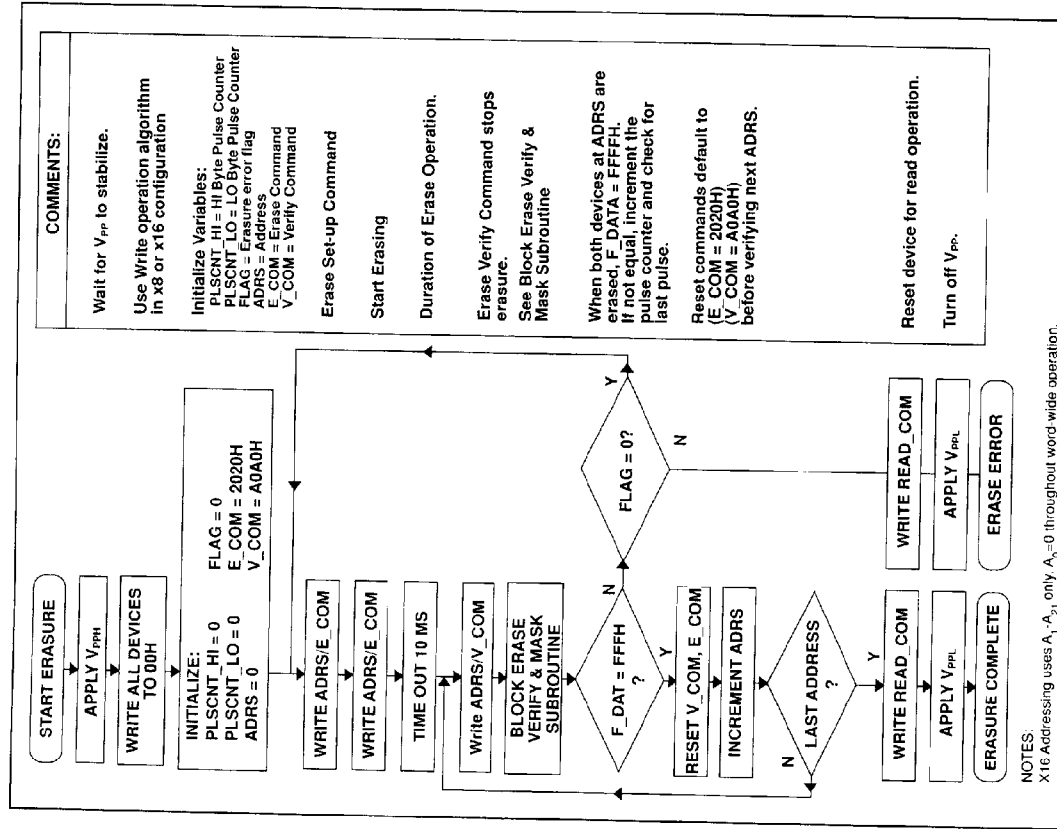 START ERASURE
APPLY VPPH
WRITE ALL DEVICES
TO 00H
INITIALIZE:
PLSCNT_HI = 0
PLSCNT_LO = 0
ADRS = 0
FLAG = 0
E_COM = 2020H
V_COM = A0A0H
WRITE ADRS/E_COM
WRITE ADRS/E_COM
TIME OUT 10 MS
Write ADRS/V_COM
BLOCK ERASE
VERIFY & MASK
SUBROUTINE
F_DAT = FFFH
?
N
Y
FLAG = 0?
Y
N
RESET V_COM, E_COM
INCREMENT ADRS
LAST ADDRESS
?
N
Y
WRITE READ_COM
APPLY VPPL
ERASURE COMPLETE
WRITE READ_COM
APPLY VPPL
ERASE ERROR
COMMENTS:
Wait for VPP to stabilize.
Use Write operation algorithm
in x8 or x16 configuration
Initialize Variables:
PLSCNT_HI = HI Byte Pulse Counter
PLSCNT_LO = LO Byte Pulse Counter
FLAG = Erasure error flag
ADRS = Address
E_COM = Erase Command
V_COM = Verify Command
Erase Set-up Command
Start Erasing
Duration of Erase Operation.
Erase Verify Command stops
erasure.
See Block Erase Verify &
Mask Subroutine
When both devices at ADRS are
erased, F_DATA = FFFFH.
If not equal, increment the
pulse counter and check for
last pulse.
Reset commands default to
(E_COM = 2020H)
(V_COM = A0A0H)
before verifying next ADRS.
Reset device for read operation.
Turn off VPP.
NOTES:
X16 Addressing uses A1-A21 only. A0=0 throughout word-wide operation.